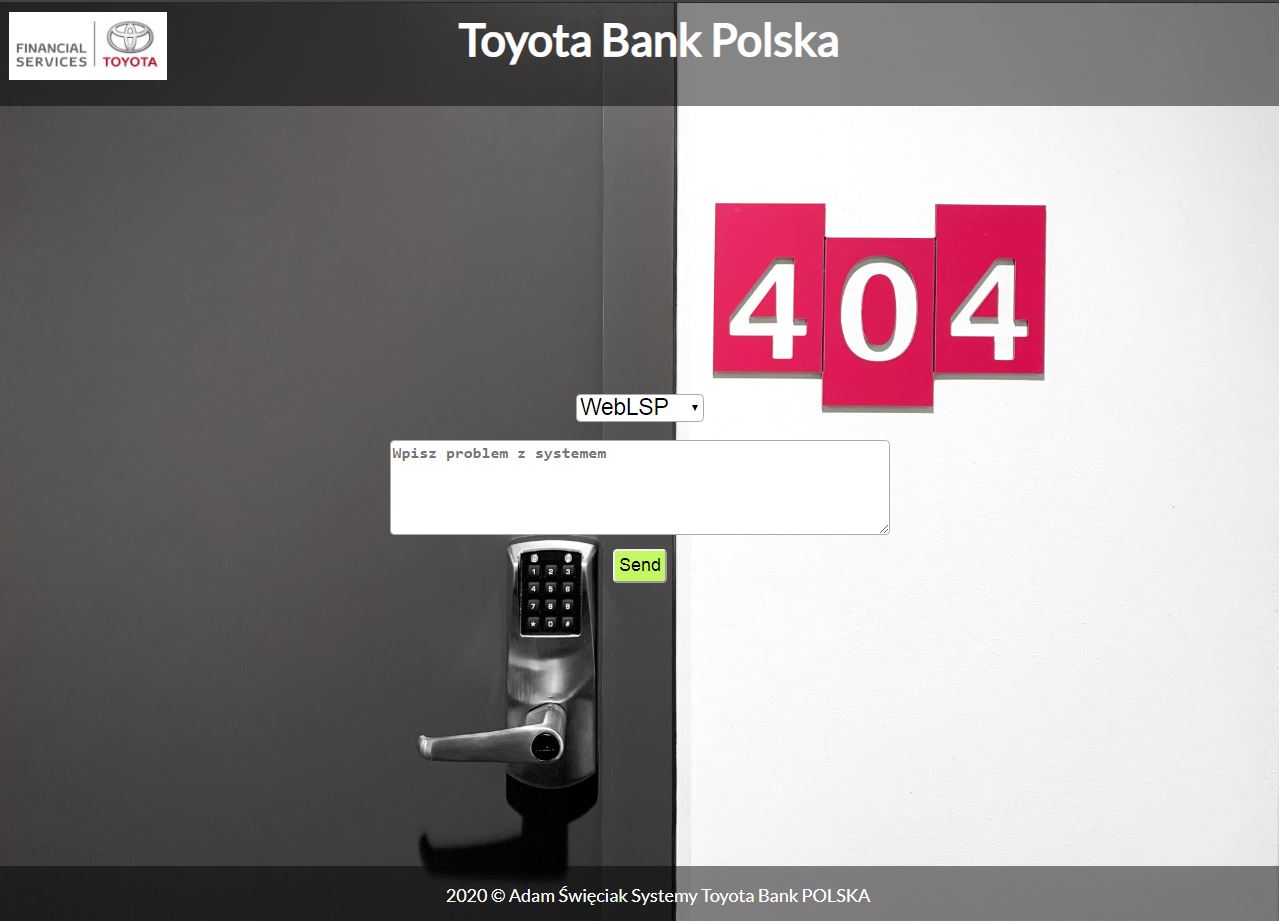 FINANCIAL
SERVICES
TOYOTA
Toyota Bank Polska
404
WebLSP
Wpisz problem z systemem
Send
1 2 3
4 5 6
7 8 9
* 0 #
2020 © Adam Święciak Systemy Toyota Bank POLSKA